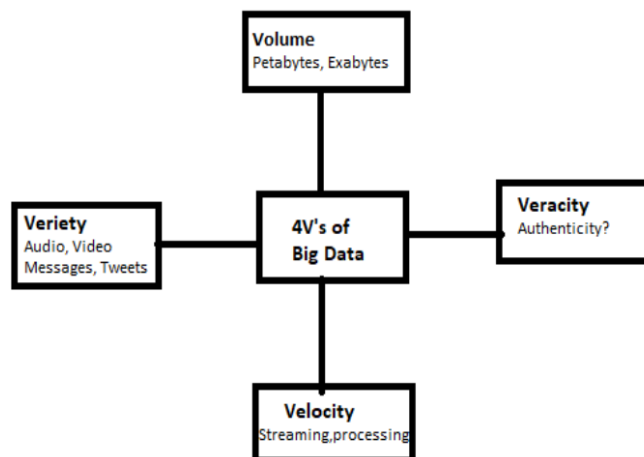 Volume
Petabytes, Exabytes
Veriety
Audio, Video
Messages, Tweets
4V's of
Big Data
Veracity
Authenticity?
Velocity
Streaming,processing